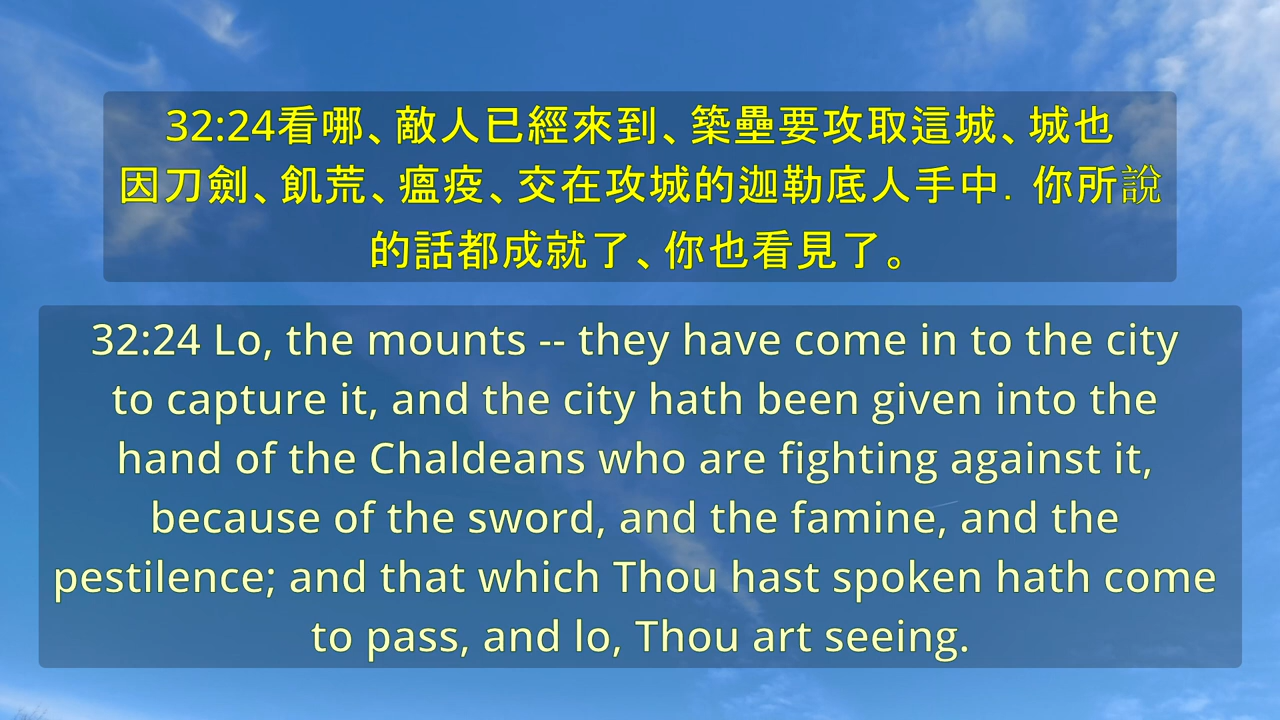 32:24看哪、敵人已經來到、築壘要攻取這城、城也
因刀劍、飢荒、瘟疫、交在攻城的迦勒底人手中．你所說
的話都成就了、你也看見了。
32:24 Lo, the mounts -- they have come in to the city
to capture it, and the city hath been given into the
hand of the Chaldeans who are fighting against it,
because of the sword, and the famine, and the
pestilence; and that which Thou hast spoken hath come
to pass, and lo, Thou art seeing.